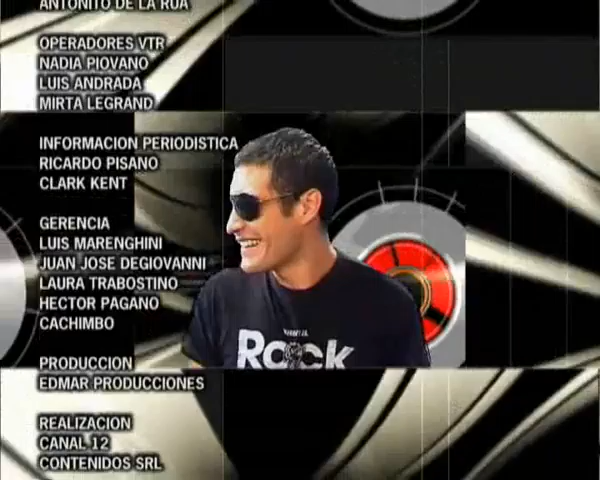 ANTONITO DE LA RUA
OPERADORES VTR
NADIA PIOVANO
LUIS ANDRADA
MIRTA LEGRAND
INFORMACION PERIODISTICA
RICARDO PISANO
CLARK KENT
GERENCIA
LUIS MARENGHINI
JUAN JOSE DEGIOVANNI
LAURA TRABOSTINO
HECTOR PAGANO
CACHIMBO
Rock
PRODUCCION
EDMAR PRODUCCIONES
REALIZACION
CANAL 12
CONTENIDOS SRL